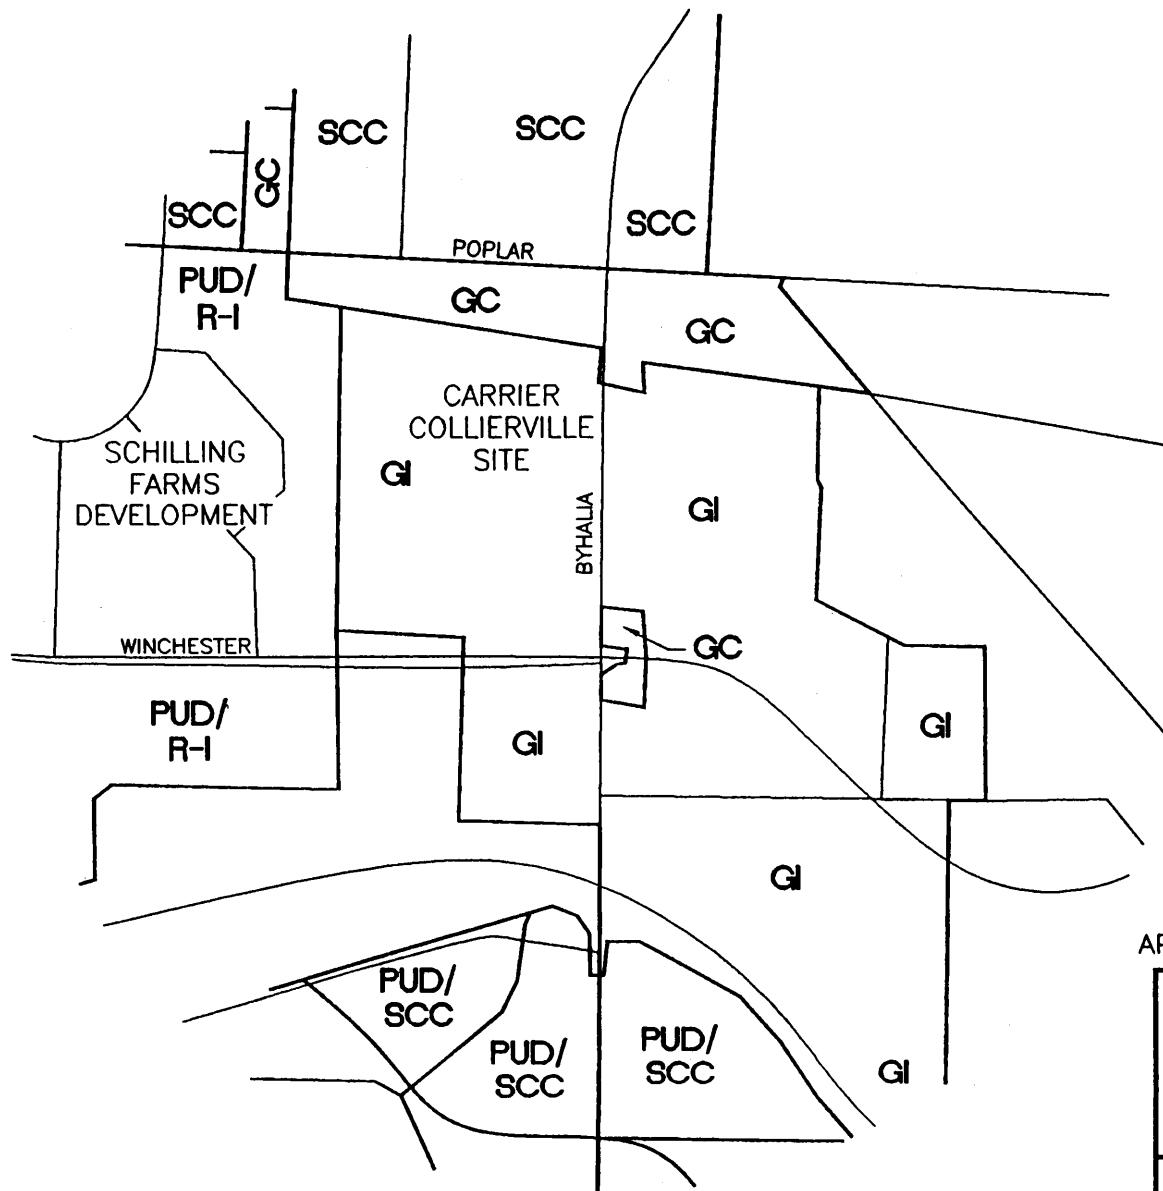 SCC
SCC
GC
SCC
SCC
POPLAR
PUD/
R-I
GC
GC
CARRIER
COLLIERVILLE
SITE
SCHILLING
FARMS
DEVELOPMENT
GI
GI
BYHALIA
WINCHESTER
GC
PUD/
R-I
GI
GI
GI
PUD/
SCC
PUD/
SCC
PUD/
SCC
GI